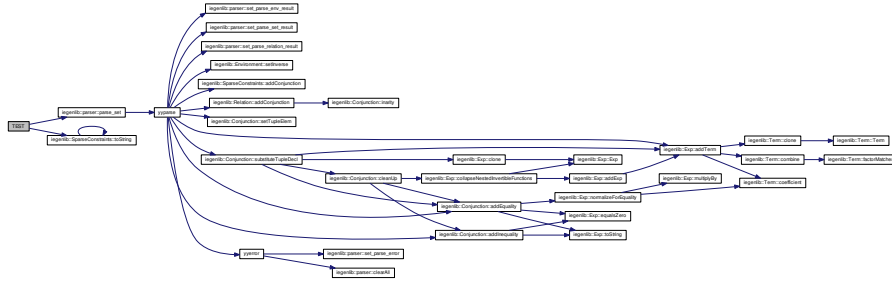 iegenlib::parser::set_parse_env_result
iegenlib::parser::set_parse_set_result
iegenlib::parser::set_parse_relation_result
iegenlib::Environment::setInverse
iegenlib::SparseConstraints::addConjunction
iegenlib::Relation::addConjunction
iegenlib::Conjunction::inarity
iegenlib::parser::parse_set
yyparse
iegenlib::Conjunction::setTupleElem
TEST
iegenlib::SparseConstraints::toString
iegenlib::Term::clone
iegenlib::Term::Term
iegenlib::Exp::addTerm
iegenlib::Conjunction::substituteTupleDecl
iegenlib::Exp::clone
iegenlib::Exp::Exp
iegenlib::Term::combine
iegenlib::Term::factorMatches
iegenlib::Conjunction::cleanUp
iegenlib::Exp::collapseNestedInvertibleFunctions
iegenlib::Exp::addExp
iegenlib::Exp::multiplyBy
iegenlib::Term::coefficient
iegenlib::Exp::normalizeForEquality
iegenlib::Conjunction::addEquality
iegenlib::Exp::equalsZero
iegenlib::Conjunction::addInequality
iegenlib::Exp::toString
yyerror
iegenlib::parser::set_parse_error
iegenlib::parser::clearAll